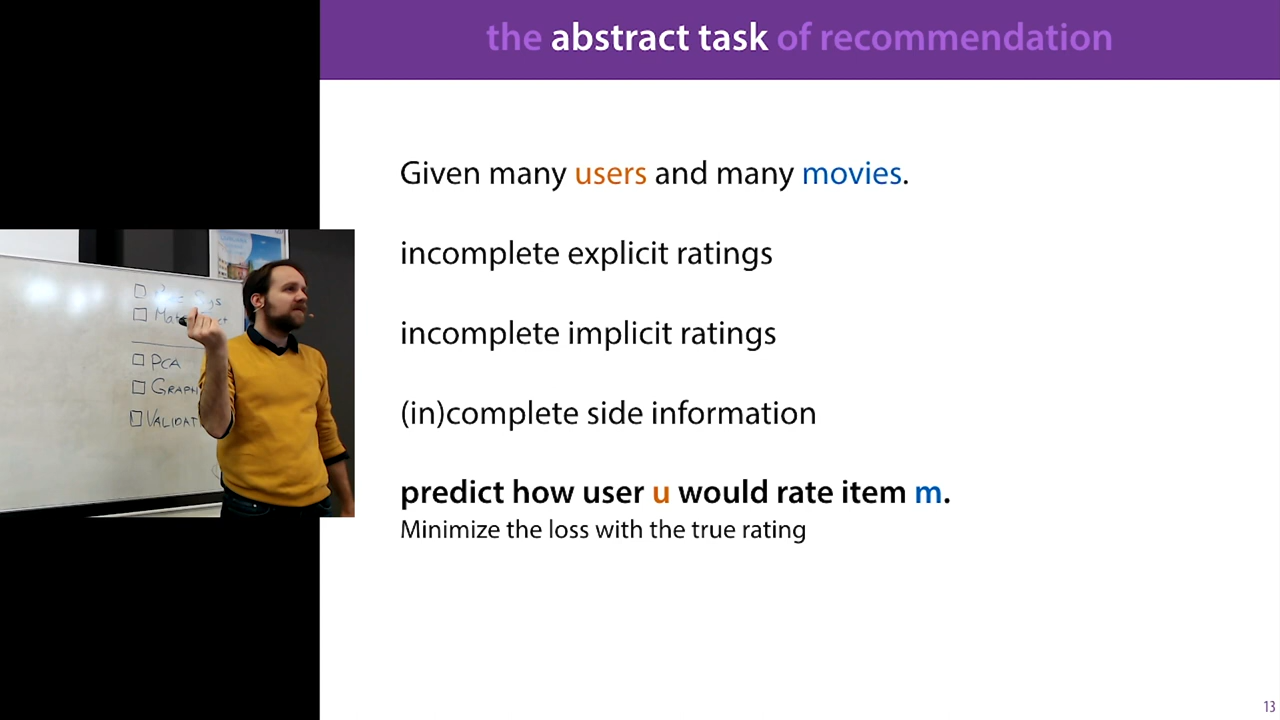 the abstract task of recommendation
Given many users and many movies.
incomplete explicit ratings
incomplete implicit ratings
(in)complete side information
predict how user u would rate item m.
Minimize the loss with the true rating
13
Sys
PCA
GRAPH
VALIDAT